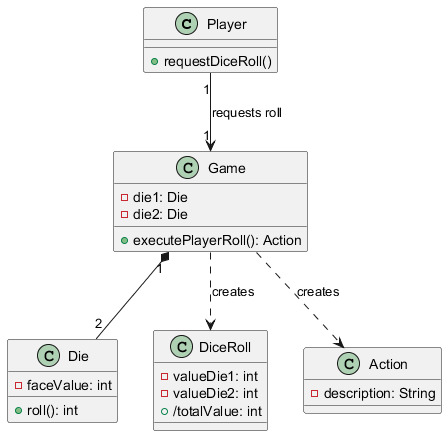 C Player
requestDiceRoll()
1
requests roll
1
C Game
die1: Die
die2: Die
executePlayerRoll(): Action
1
creates
creates
2
C Die
faceValue: int
roll(): int
C DiceRoll
valueDie1: int
valueDie2: int
/totalValue: int
C Action
description: String